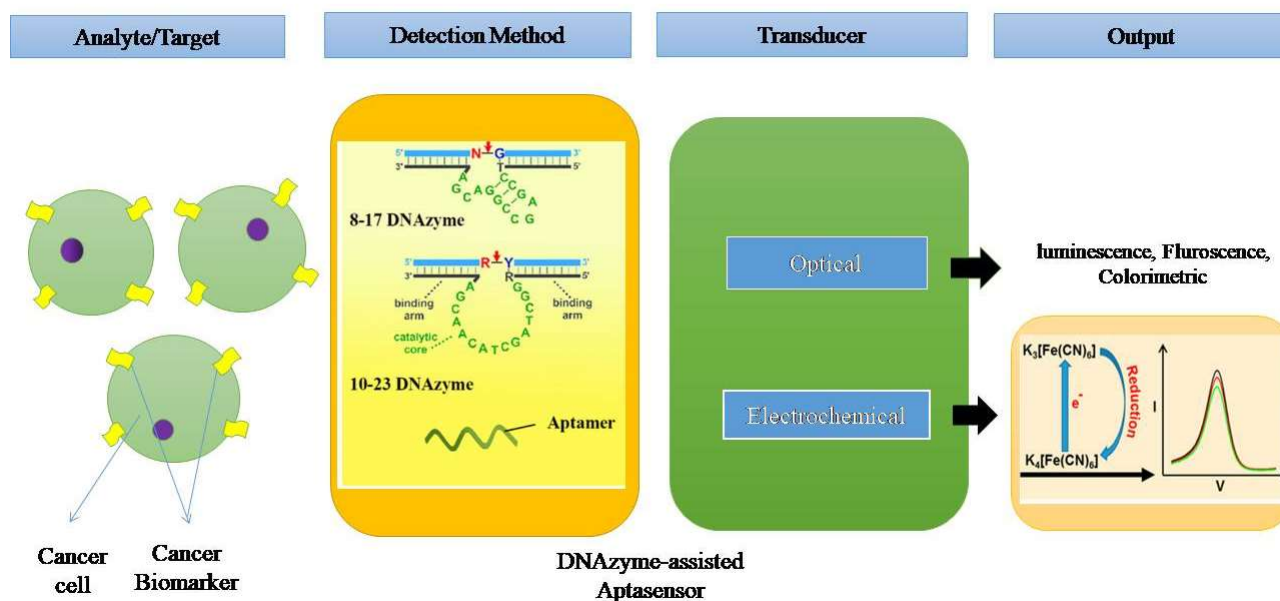 Analyte/Target
Detection Method
Transducer
Output
5'
N
G
3'
3'
T
5'
A
G
C
A
G
G
C
C
G
A
G
C
C
G
8-17 DNAzyme
5'
R
Y
3'
3'
R
5'
binding
arm
binding
arm
A
G
C
A
A
C
A
T
C
G
A
T
C
G
G
catalytic
core
10-23 DNAzyme
Aptamer
Optical
Electrochemical
luminescence, Fluroscence,
Colorimetric
K3[Fe(CN)6]
e-
Reduction
K4[Fe(CN)6]
I
V
Cancer
cell
Cancer
Biomarker
DNAzyme-assisted
Aptasensor